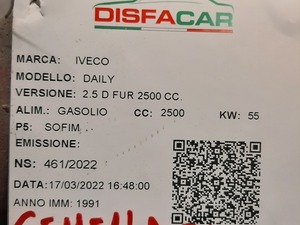 DISFACAR
MARCA: IVECO
MODELLO: DAILY
VERSIONE: 2.5 D FUR 2500 CC.
ALIM.: GASOLIO CC: 2500 KW: 55
P5: SOFIM
EMISSIONE:
NS: 461/2022
DATA:17/03/2022 16:48:00
ANNO IMM: 1991